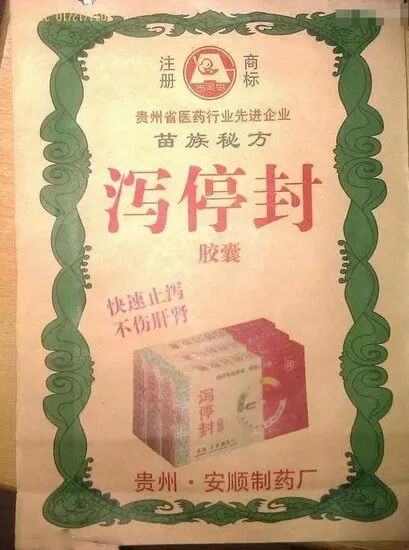 注册 商标
贵州省医药行业先进企业
苗族秘方
泻停封
胶囊
快速止泻
不伤肝肾
泻停封
贵州·安顺制药厂